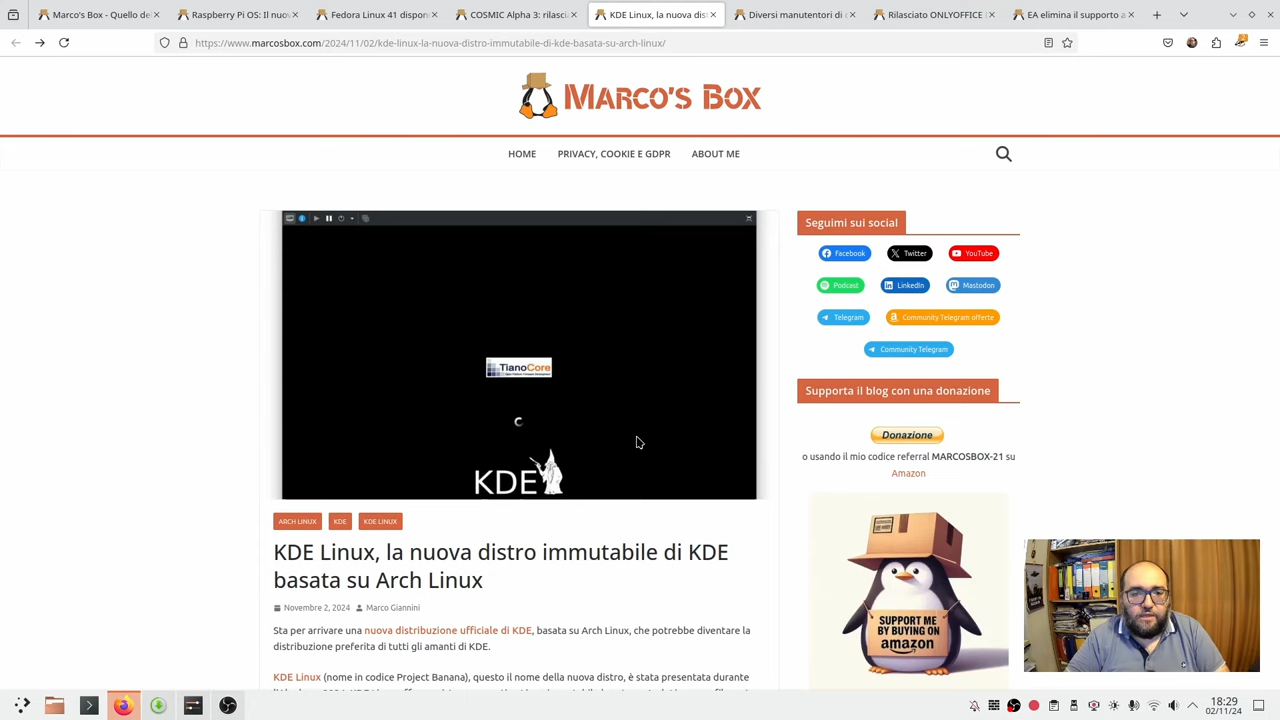 Marco's Box - Quello de
Raspberry Pi OS: Il nuov
Fedora Linux 41 dispon
COSMIC Alpha 3: rilasci
KDE Linux, la nuova dis
Diversi manutentori di
Rilasciato ONLYOFFICE
EA elimina il supporto a
https://www.marcosbox.com/2024/11/02/kde-linux-la-nuova-distro-immutabile-di-kde-basata-su-arch-linux/
MARCO'S BOX
HOME
PRIVACY, COOKIE E GDPR
ABOUT ME
TianoCore
KDE
ARCH LINUX
KDE
KDE LINUX
KDE Linux, la nuova distro immutabile di KDE
basata su Arch Linux
Novembre 2, 2024
Marco Giannini
Sta per arrivare una nuova distribuzione ufficiale di KDE, basata su Arch Linux, che potrebbe diventare la
distribuzione preferita di tutti gli amanti di KDE.
KDE Linux (nome in codice Project Banana), questo il nome della nuova distro, è stata presentata durante
Seguimi sui social
Facebook
Twitter
YouTube
Podcast
LinkedIn
Mastodon
Telegram
Community Telegram offerte
Community Telegram
Supporta il blog con una donazione
Donazione
o usando il mio codice referral MARCOSBOX-21 su
Amazon
SUPPORT ME
BY BUYING ON
amazon
18:29
02/11/24